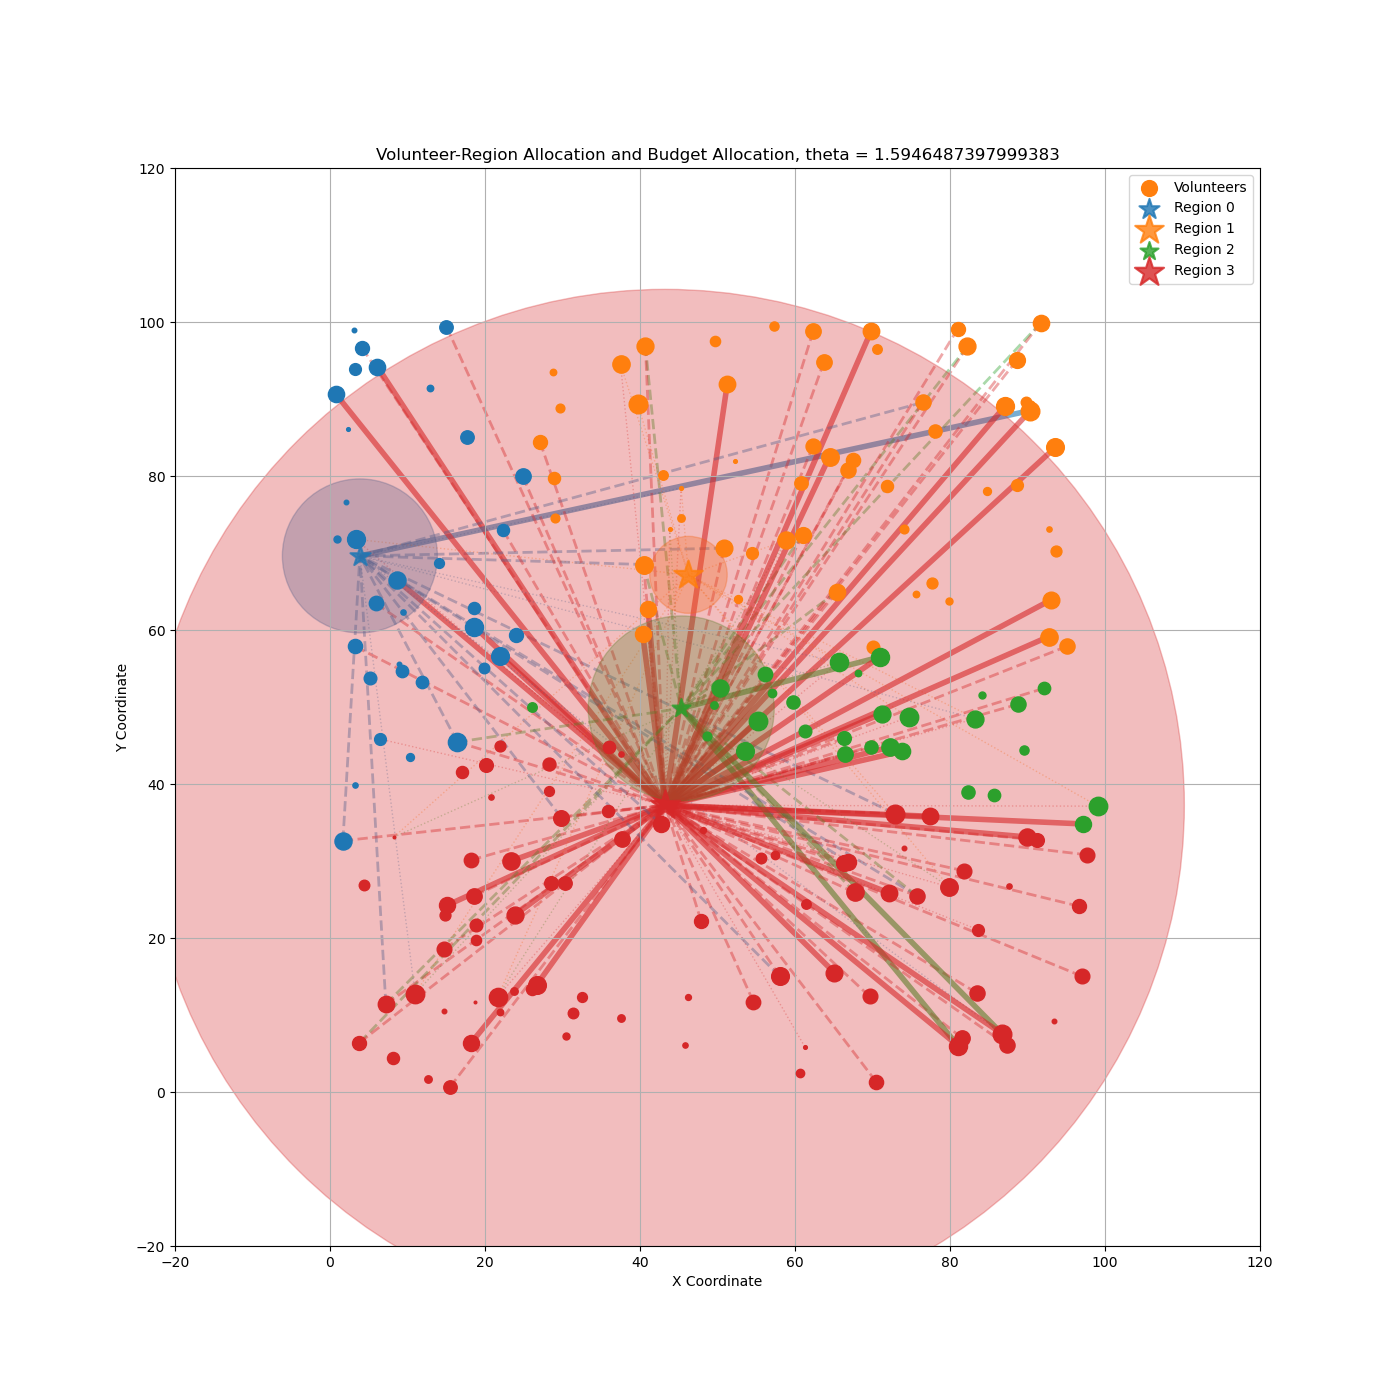 Volunteer-Region Allocation and Budget Allocation, theta = 1.5946487397999383
Volunteers
Region 0
Region 1
Region 2
Region 3
Y Coordinate
120
100
80
60
40
20
0
−20
−20 0 20 40 60 80 100 120
X Coordinate